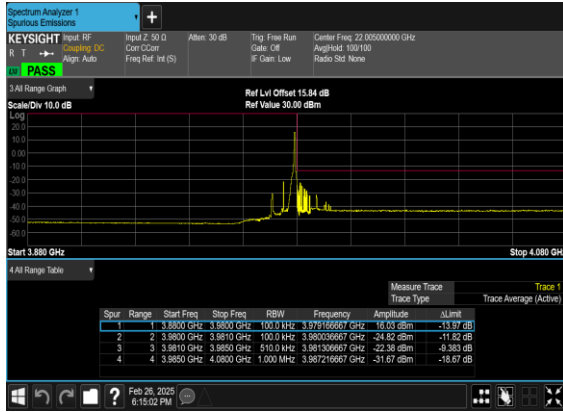 Spectrum Analyzer 1
Spurious Emissions
KEYSIGHT Input: RF Input Z: 50 Ω Atten: 30 dB Trig: Free Run Center Freq: 22.005000000 GHz
R T Coupling: DC Corr CCorr Gate: Off Avg|Hold: 100/100
Align: Auto Freq Ref: Int (S) IF Gain: Low Radio Std: None
PASS
3 All Range Graph
Ref Lvl Offset 15.84 dB
Scale/Div 10.0 dB Ref Value 30.00 dBm
Log
20.0
10.0
0.00
-10.0
-20.0
-30.0
-40.0
-50.0
-60.0
Start 3.880 GHz Stop 4.080 GHz
4 All Range Table
Measure Trace Trace 1
Trace Type Trace Average (Active)
Spur Range Start Freq Stop Freq RBW Frequency Amplitude ΔLimit
1 1 3.8800 GHz 3.9800 GHz 100.0 kHz 3.979166667 GHz 16.03 dBm -13.97 dB
2 2 3.9800 GHz 3.9810 GHz 100.0 kHz 3.980036667 GHz -24.82 dBm -11.82 dB
3 3 3.9810 GHz 3.9850 GHz 510.0 kHz 3.981306667 GHz -22.38 dBm -9.383 dB
4 4 3.9850 GHz 4.0800 GHz 1.000 MHz 3.987216667 GHz -31.67 dBm -18.67 dB
? Feb 26, 2025
6:15:02 PM